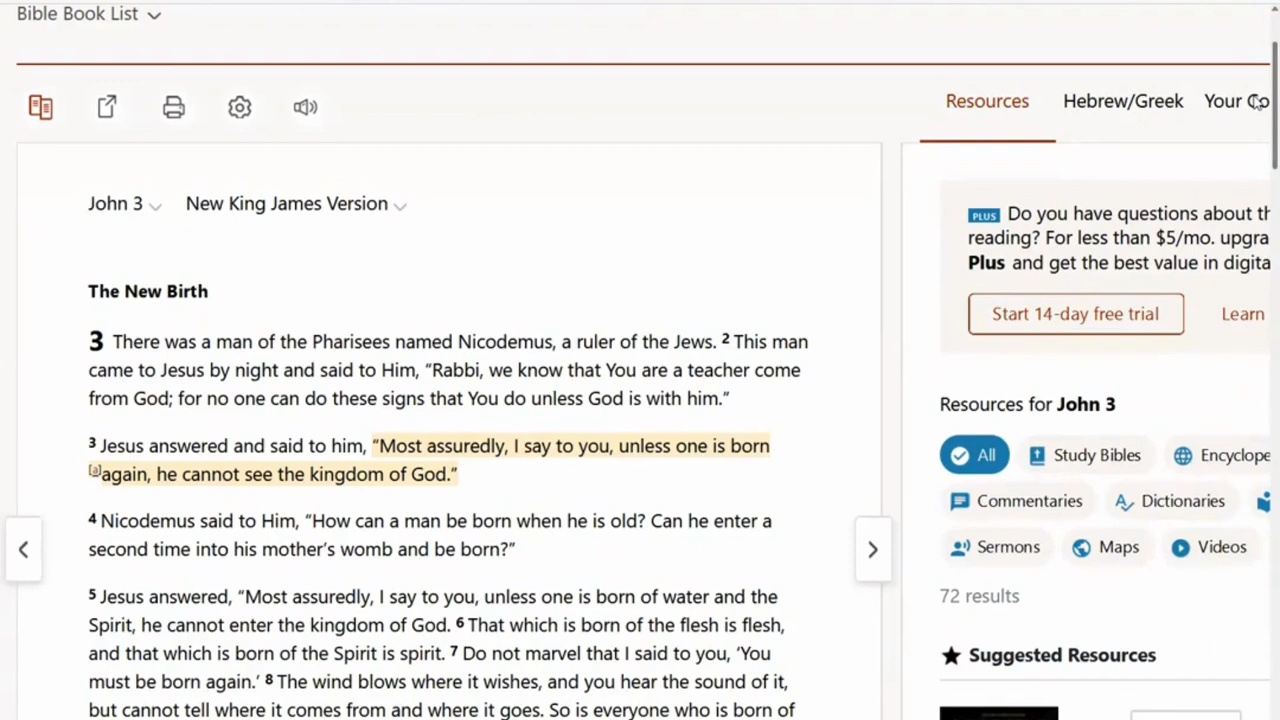 Bible Book List
Resources Hebrew/Greek Your Co
John 3 New King James Version
The New Birth
3 There was a man of the Pharisees named Nicodemus, a ruler of the Jews. 2 This man
came to Jesus by night and said to Him, “Rabbi, we know that You are a teacher come
from God; for no one can do these signs that You do unless God is with him.”
3 Jesus answered and said to him, “Most assuredly, I say to you, unless one is born
[a]again, he cannot see the kingdom of God.”
4 Nicodemus said to Him, “How can a man be born when he is old? Can he enter a
second time into his mother’s womb and be born?”
5 Jesus answered, “Most assuredly, I say to you, unless one is born of water and the
Spirit, he cannot enter the kingdom of God. 6 That which is born of the flesh is flesh,
and that which is born of the Spirit is spirit. 7 Do not marvel that I said to you, ‘You
must be born again.’ 8 The wind blows where it wishes, and you hear the sound of it,
but cannot tell where it comes from and where it goes. So is everyone who is born of
PLUS Do you have questions about th
reading? For less than $5/mo. upgra
Plus and get the best value in digita
Start 14-day free trial Learn
Resources for John 3
All Study Bibles Encyclope
Commentaries Dictionaries
Sermons Maps Videos
72 results
Suggested Resources